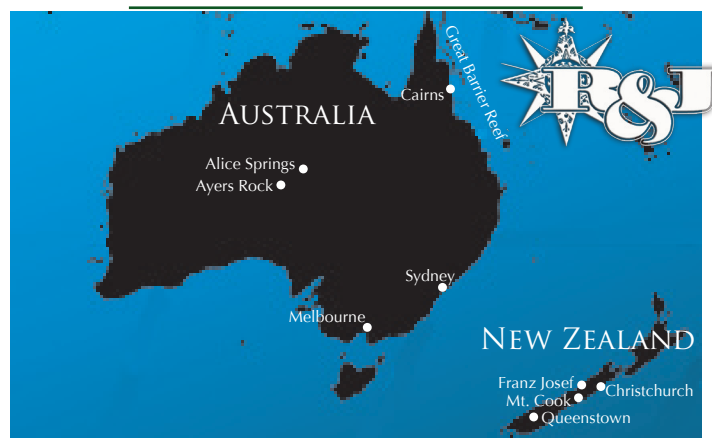 Great Barrier Reef
R&J
Cairns
AUSTRALIA
Alice Springs
Ayers Rock
Sydney
Melbourne
NEW ZEALAND
Franz Josef
Christchurch
Mt. Cook
Queenstown